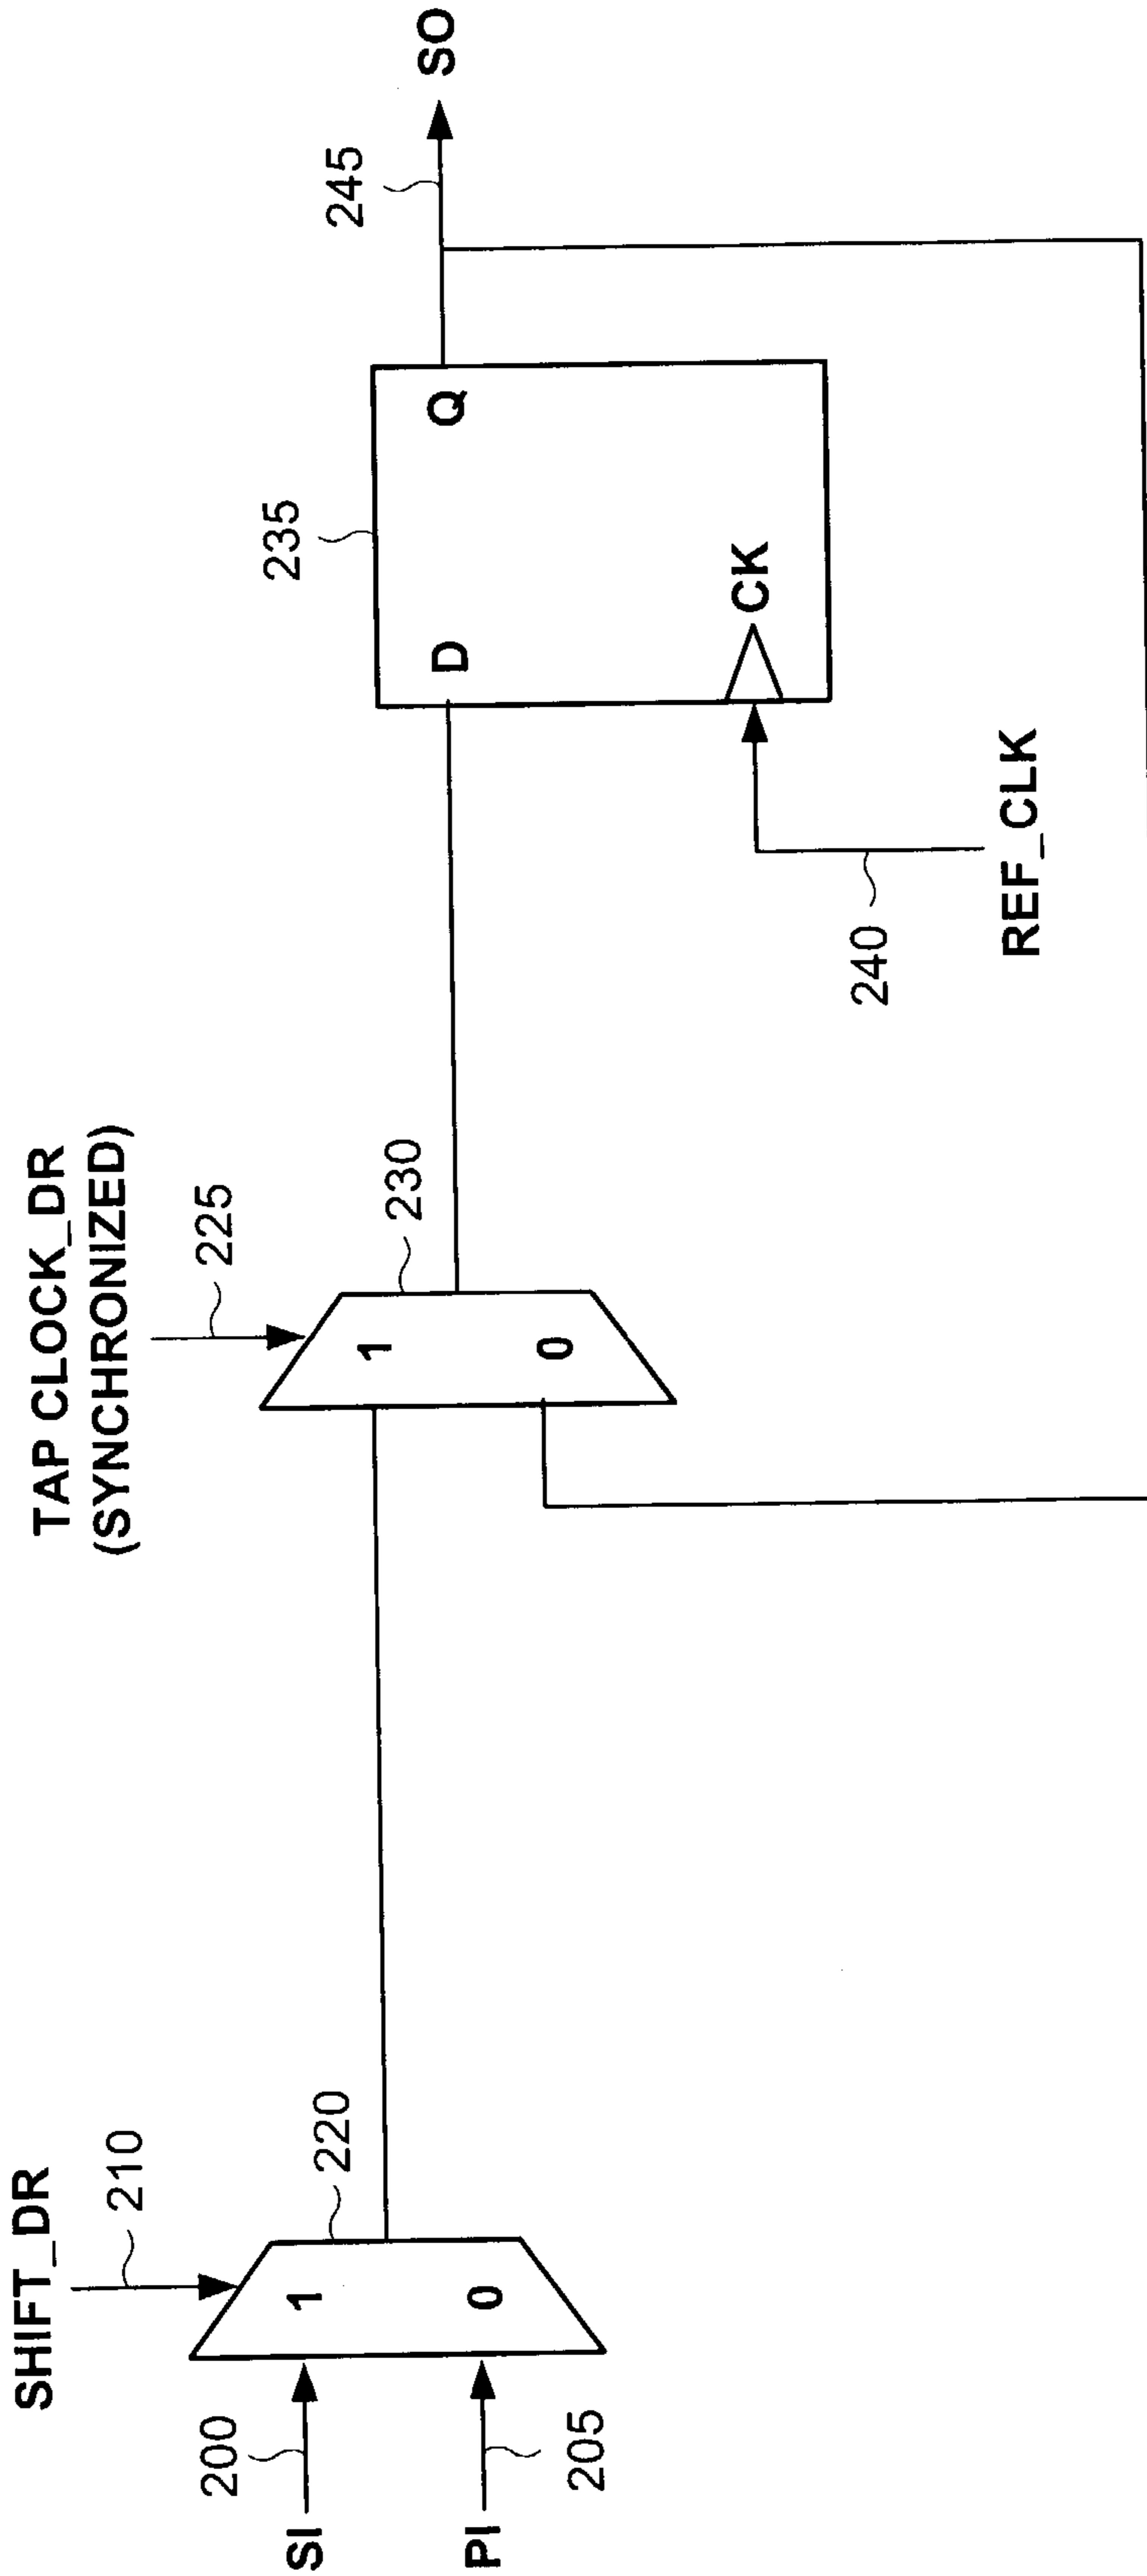 SHIFT_DR
210
SI
200
PI
205
1
0
220
TAP CLOCK_DR
(SYNCHRONIZED)
225
1
0
230
235
D
Q
CK
240
REF_CLK
245
SO